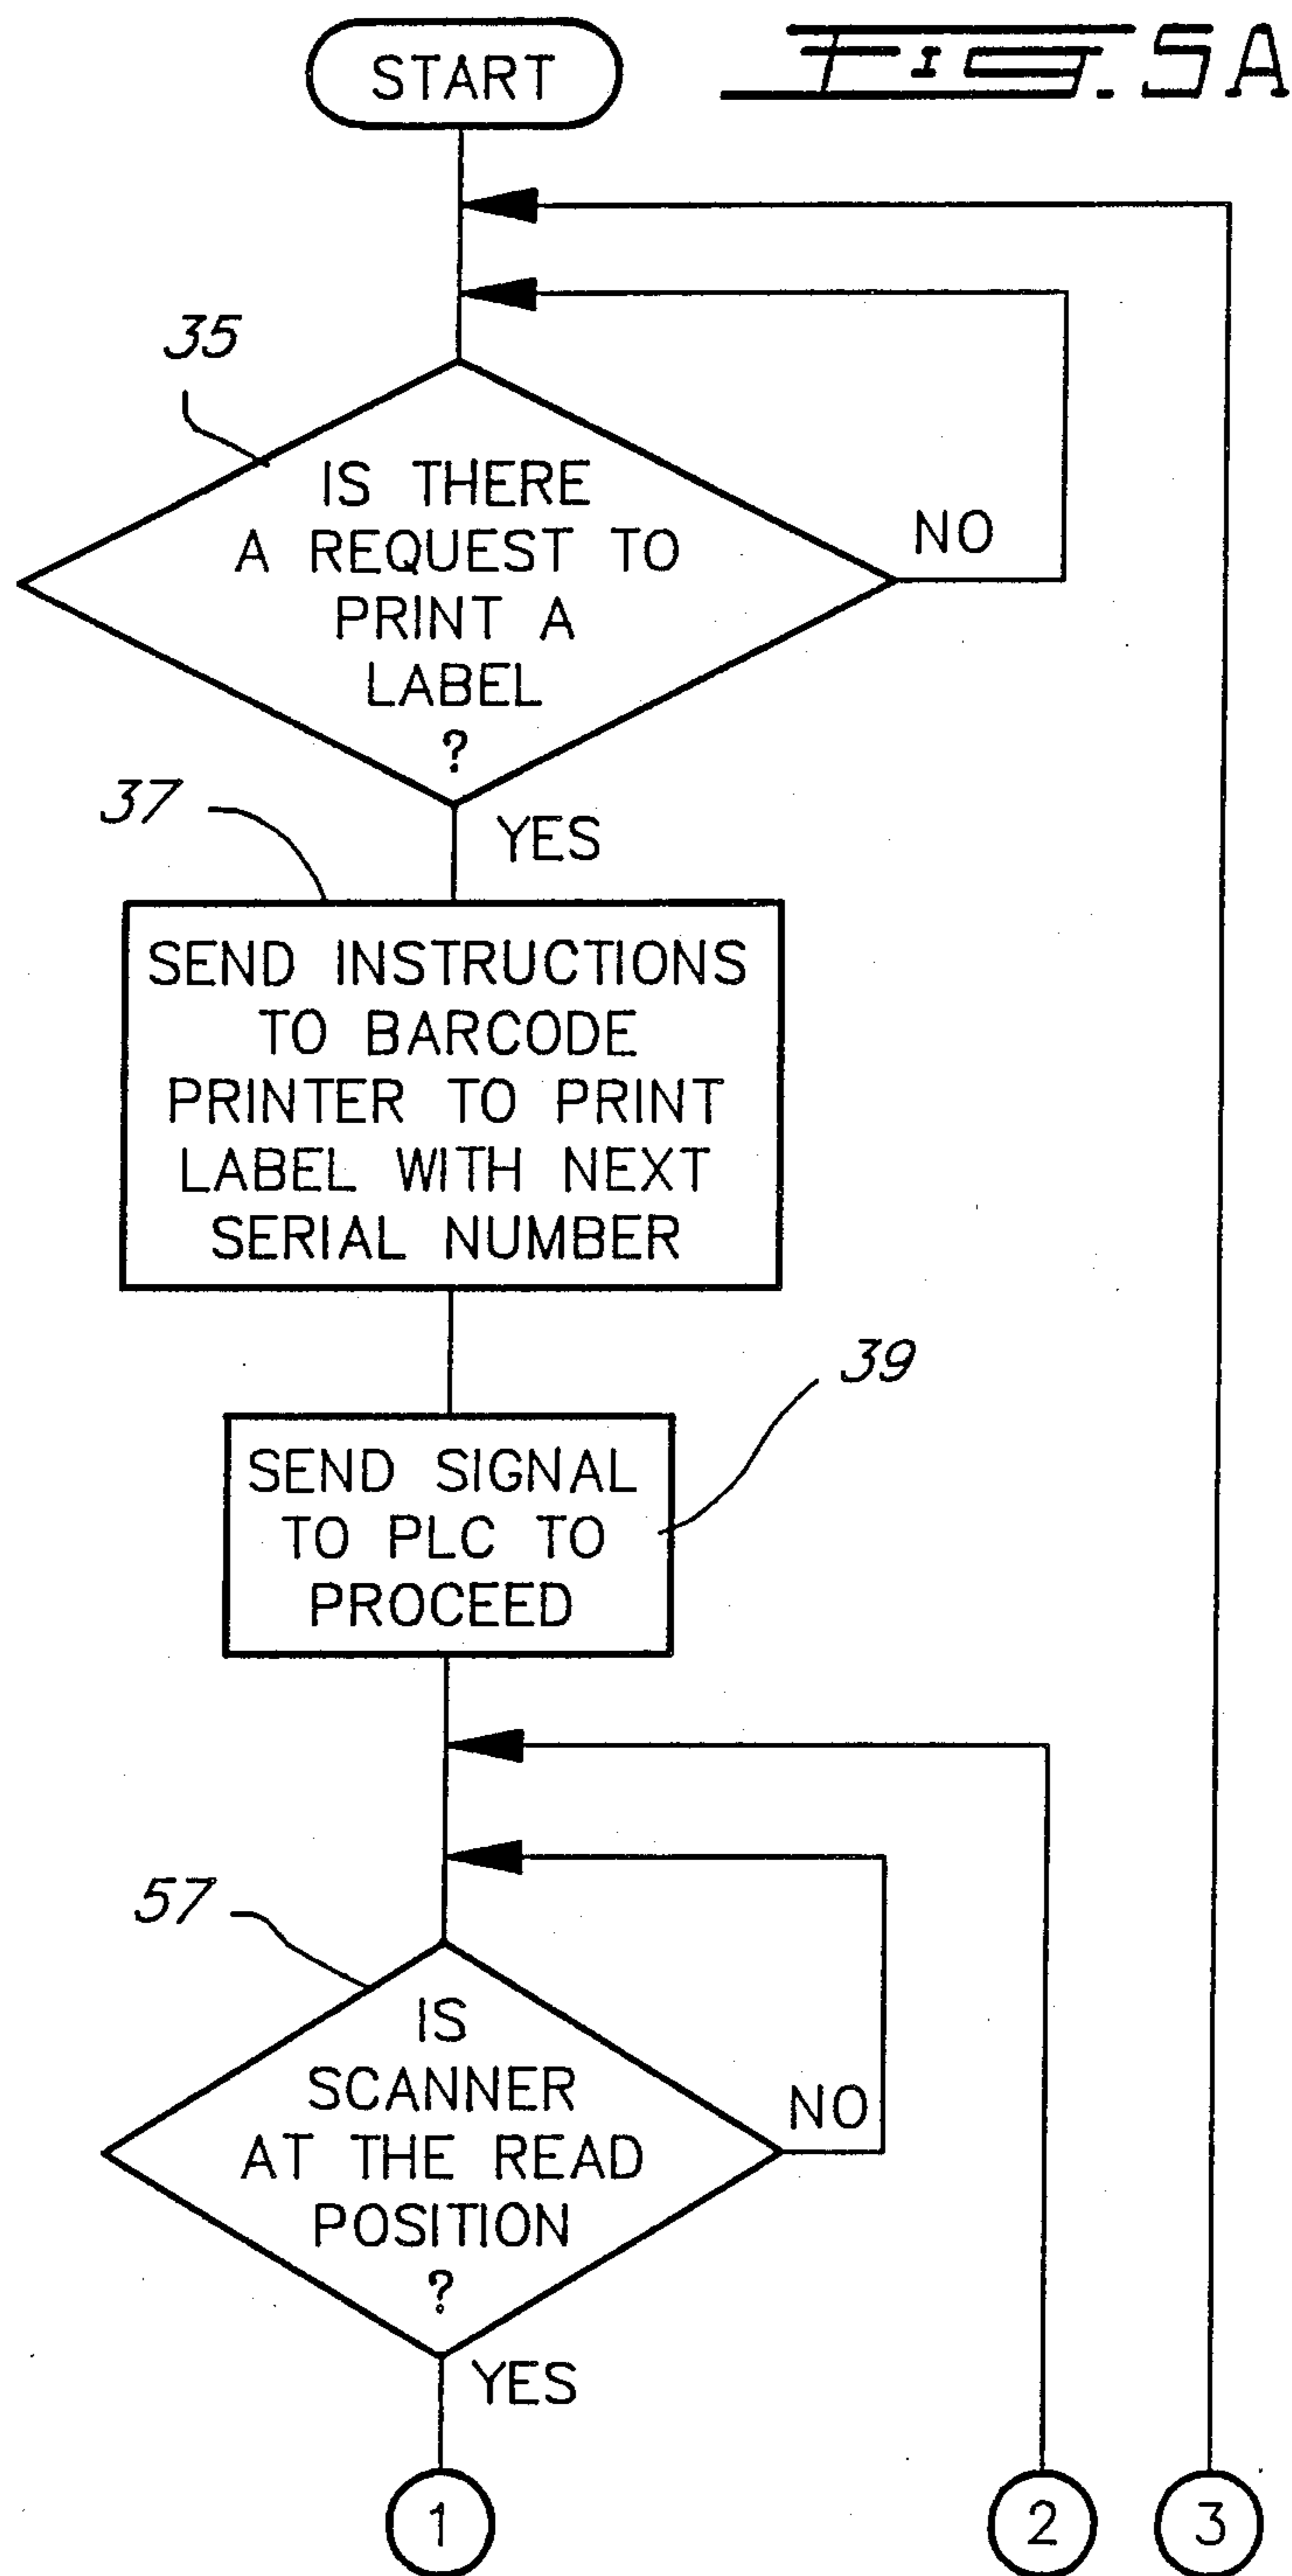 START
FIG. 5A
35
IS THERE
A REQUEST TO
PRINT A
LABEL
?
NO
YES
37
SEND INSTRUCTIONS
TO BARCODE
PRINTER TO PRINT
LABEL WITH NEXT
SERIAL NUMBER
39
SEND SIGNAL
TO PLC TO
PROCEED
57
IS
SCANNER
AT THE READ
POSITION
?
NO
YES
1
2
3